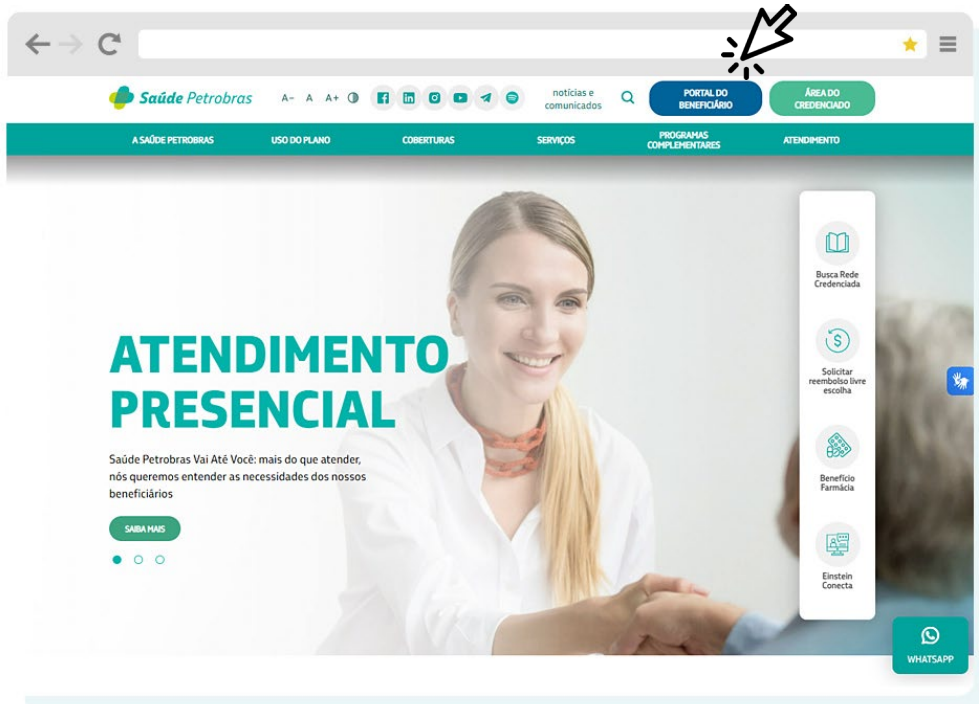 Saúde Petrobras
A- A A+
notícias e
comunicados
PORTAL DO
BENEFICIÁRIO
ÁREA DO
CREDENCIADO
A SAÚDE PETROBRAS
USO DO PLANO
COBERTURAS
SERVIÇOS
PROGRAMAS
COMPLEMENTARES
ATENDIMENTO
ATENDIMENTO
PRESENCIAL
Saúde Petrobras Vai Até Você: mais do que atender,
nós queremos entender as necessidades dos nossos
beneficiários
SAIBA MAIS
Busca Rede
Credenciada
Solicitar
reembolso livre
escolha
Benefício
Farmácia
Einstein
Conecta
WHATSAPP